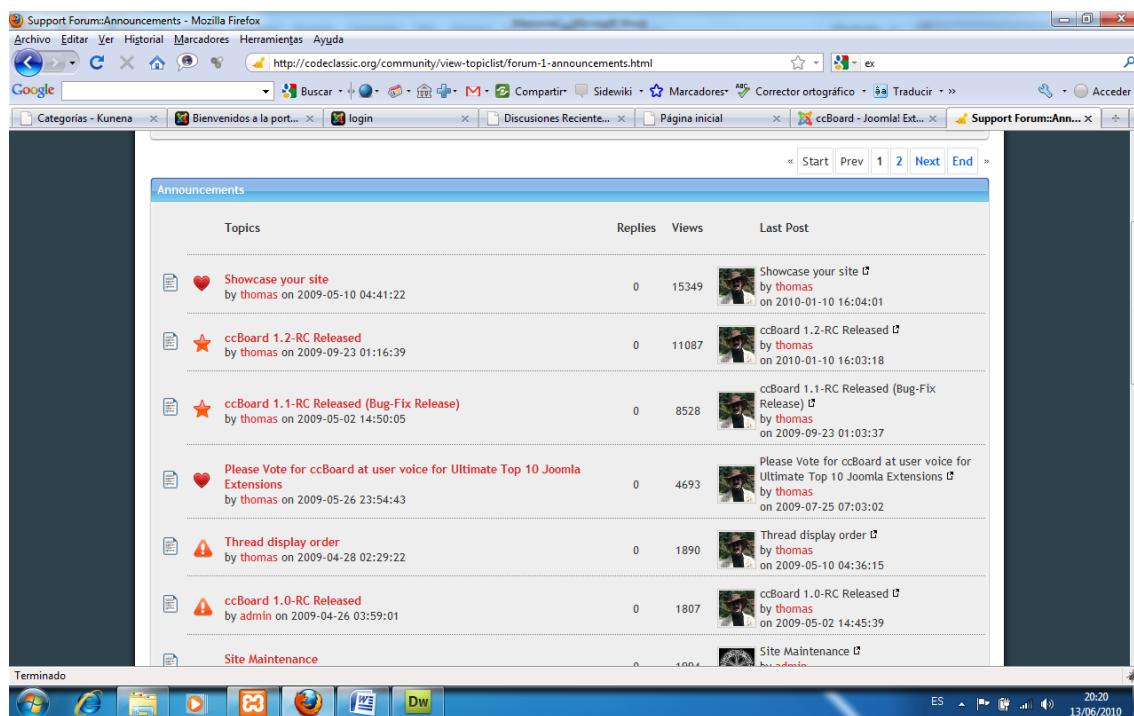 Support Forum::Announcements - Mozilla Firefox
Archivo Editar Ver Historial Marcadores Herramientas Ayuda
http://codeclassic.org/community/view-topiclist/forum-1-announcements.html ex
Google Buscar Compartir Sidewiki Marcadores Corrector ortográfico Traducir » Acceder
Categorías - Kunena Bienvenidos a la port... login Discusiones Reciente... Página inicial ccBoard - Joomla! Ext... Support Forum::Ann...
« Start Prev 1 2 Next End »
Announcements
Topics Replies Views Last Post
Showcase your site
by thomas on 2009-05-10 04:41:22
0 15349
Showcase your site
by thomas
on 2010-01-10 16:04:01
ccBoard 1.2-RC Released
by thomas on 2009-09-23 01:16:39
0 11087
ccBoard 1.2-RC Released
by thomas
on 2010-01-10 16:03:18
ccBoard 1.1-RC Released (Bug-Fix Release)
by thomas on 2009-05-02 14:50:05
0 8528
ccBoard 1.1-RC Released (Bug-Fix
Release)
by thomas
on 2009-09-23 01:03:37
Please Vote for ccBoard at user voice for Ultimate Top 10 Joomla
Extensions
by thomas on 2009-05-26 23:54:43
0 4693
Please Vote for ccBoard at user voice for
Ultimate Top 10 Joomla Extensions
by thomas
on 2009-07-25 07:03:02
Thread display order
by thomas on 2009-04-28 02:29:22
0 1890
Thread display order
by thomas
on 2009-05-10 04:36:15
ccBoard 1.0-RC Released
by admin on 2009-04-26 03:59:01
0 1807
ccBoard 1.0-RC Released
by thomas
on 2009-05-02 14:45:39
Site Maintenance
Site Maintenance
by admin
Terminado
Dw
ES
20:20
13/06/2010